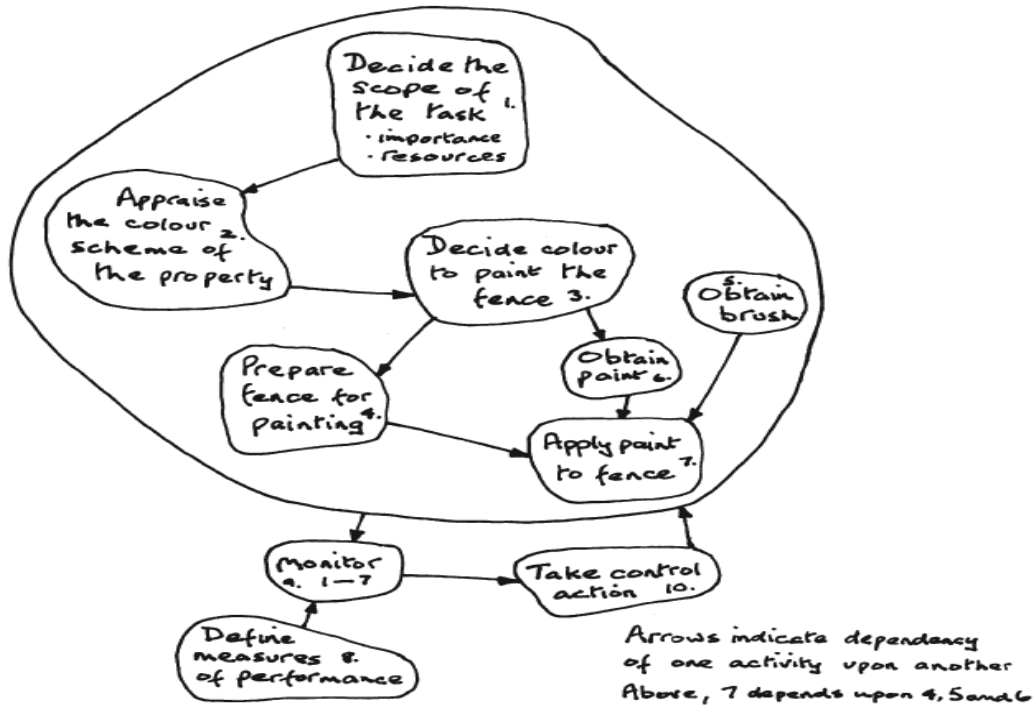 Decide the
scope of
the task 1.
· importance
· resources
Appraise
the colour 2.
scheme of
the property
Decide colour
to paint the
fence 3.
5.
Obtain
brush
Prepare
fence for
painting 4.
Obtain
paint 6.
Apply paint
to fence 7.
Monitor
9. 1-7
Take control
action 10.
Define
measures 8.
of performance
Arrows indicate dependency
of one activity upon another
Above, 7 depends upon 4, 5 and 6